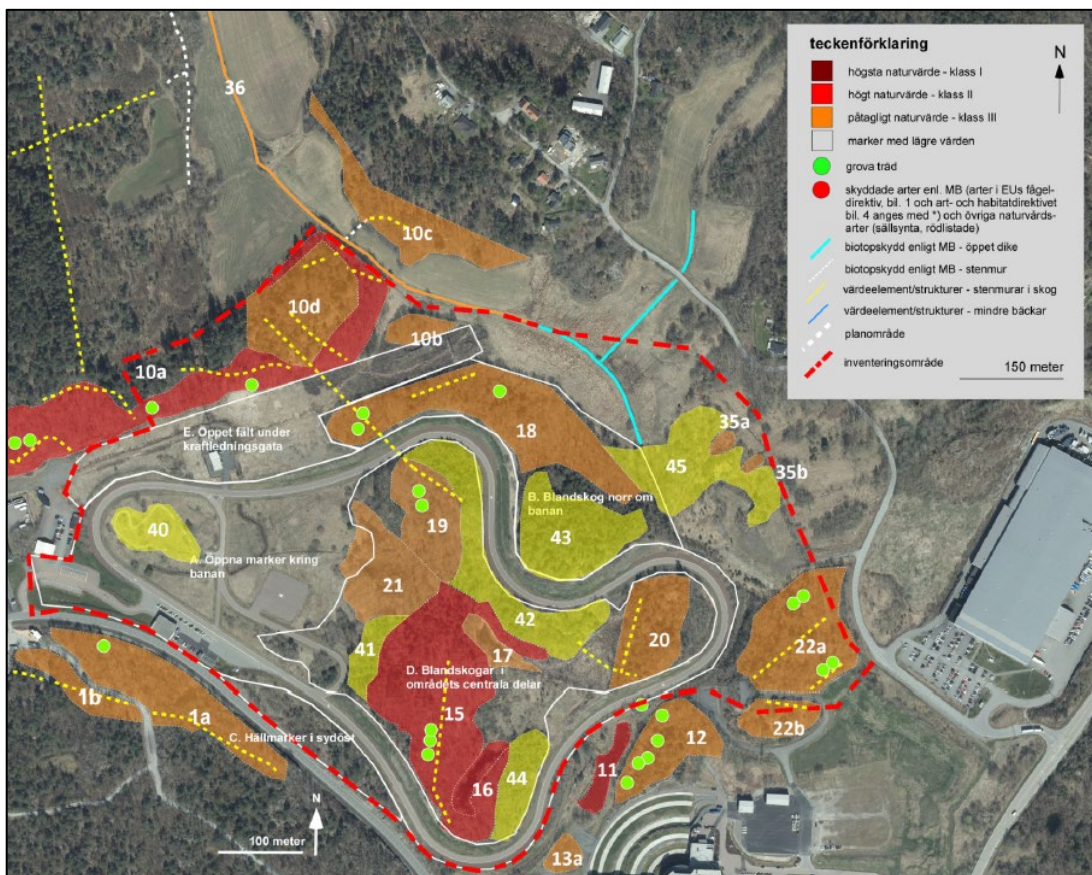 teckenförklaring
N
högsta naturvärde - klass I
högt naturvärde - klass II
påtagligt naturvärde - klass III
marker med lägre värden
grova träd
skyddade arter enl. MB (arter i EUs fågel-
direktiv, bil. 1 och art- och habitatdirektivet
bil. 4 anges med *) och övriga naturvårds-
arter (sällsynta, rödlistade)
biotopskydd enligt MB - öppet dike
biotopskydd enligt MB - stenmur
värdeelement/strukturer - stenmurar i skog
värdeelement/strukturer - mindre bäckar
planområde
inventeringsområde
150 meter
36
10c
10d
10b
10a
E. Öppet fält under
kraftledningsgata
18
35a
45
35b
19
B. Blandskog norr om
banan
43
40
A. Öppna marker kring
banan
21
42
20
41
17
22a
D. Blandskogar i
områdets centrala delar
1b
1a
15
C. Hällmarker i sydöst
22b
12
11
16
44
N
100 meter
13a